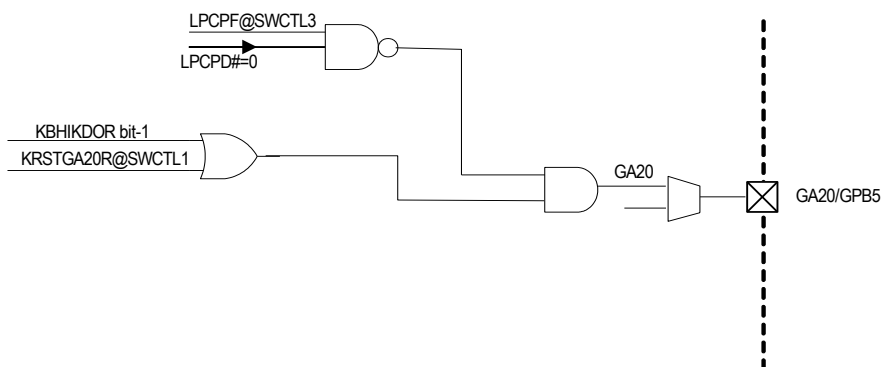 LPCPF@SWCTL3
LPCPD#=0
KBHIKDOR bit-1
KRSTGA20R@SWCTL1
GA20
GA20/GPB5